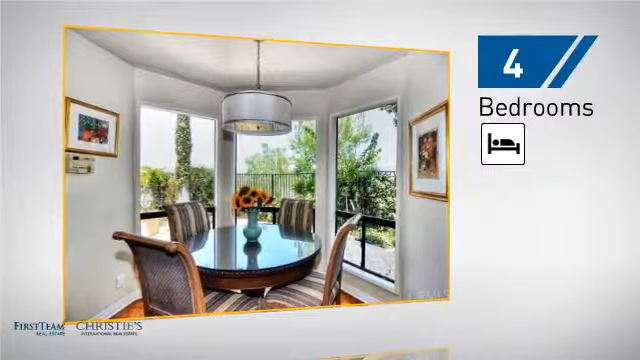 4
Bedrooms
FIRSTTEAM CHRISTIE'S
REAL ESTATE INTERNATIONAL REAL ESTATE